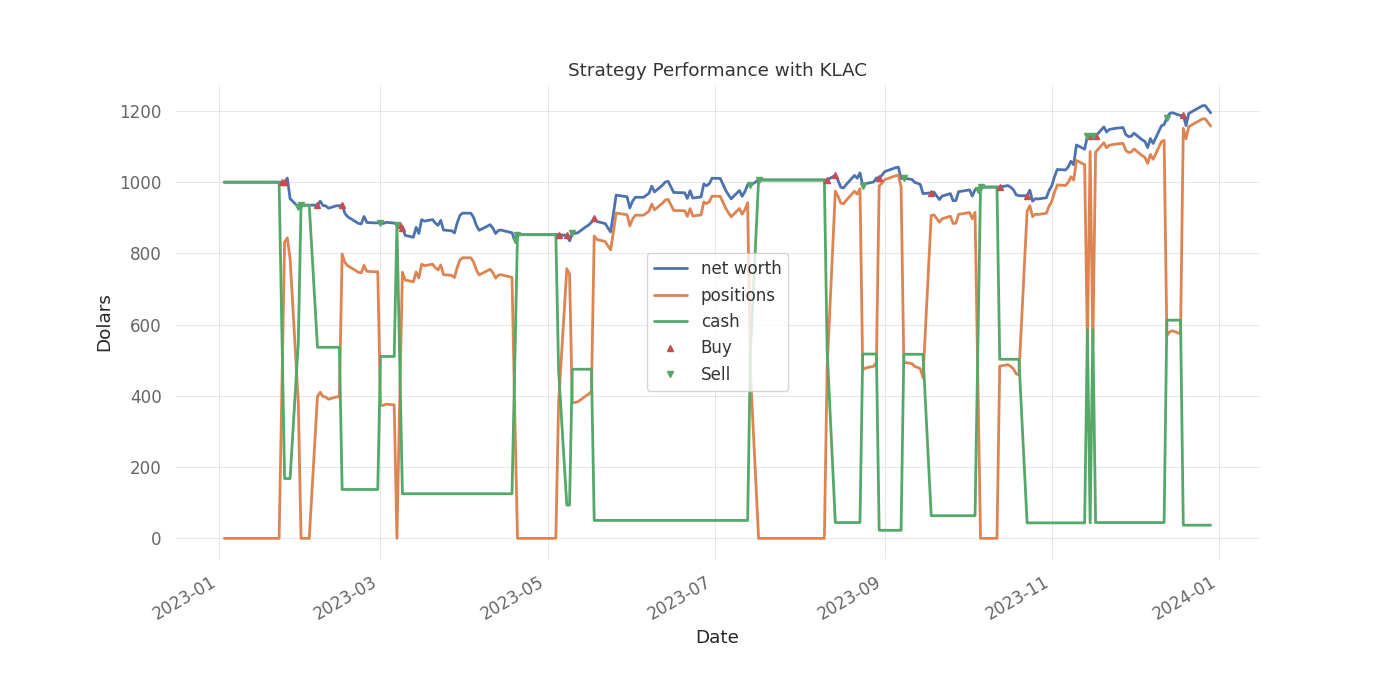 Strategy Performance with KLAC
1200
1000
800
600
400
200
0
Dolars
net worth
positions
cash
Buy
Sell
2023-01
2023-03
2023-05
2023-07
2023-09
2023-11
2024-01
Date